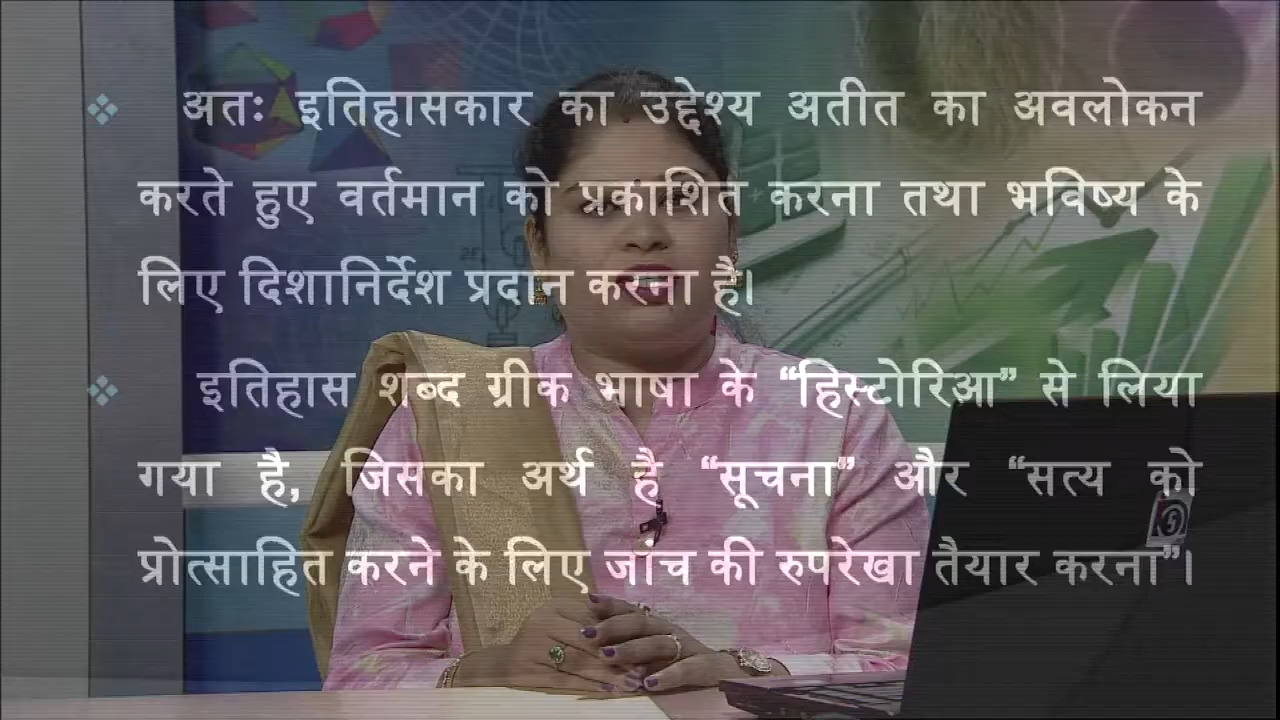 अतः इतिहासकार का उद्देश्य अतीत का अवलोकन
करते हुए वर्तमान को प्रकाशित करना तथा भविष्य के
लिए दिशानिर्देश प्रदान करना है।
इतिहास शब्द ग्रीक भाषा के “हिस्टोरिआ” से लिया
गया है, जिसका अर्थ है “सूचना” और “सत्य को
प्रोत्साहित करने के लिए जांच की रुपरेखा तैयार करना”।